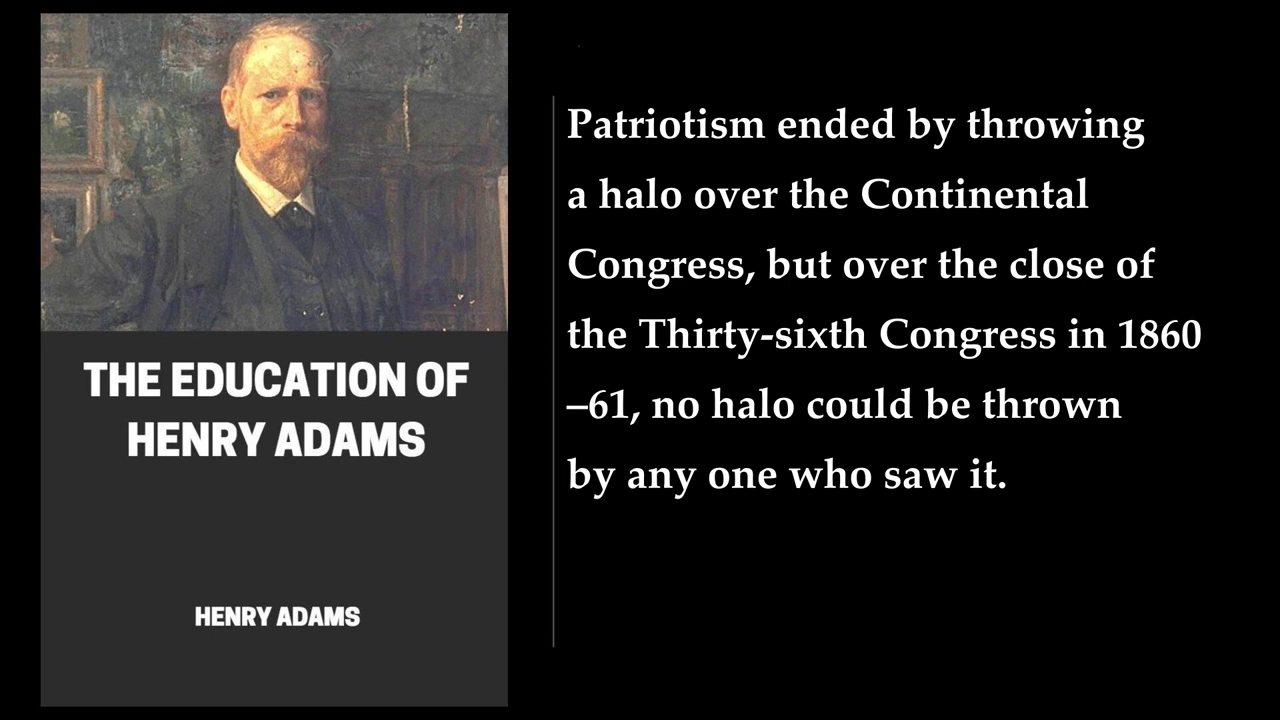 THE EDUCATION OF
HENRY ADAMS
HENRY ADAMS
Patriotism ended by throwing
a halo over the Continental
Congress, but over the close of
the Thirty-sixth Congress in 1860
–61, no halo could be thrown
by any one who saw it.